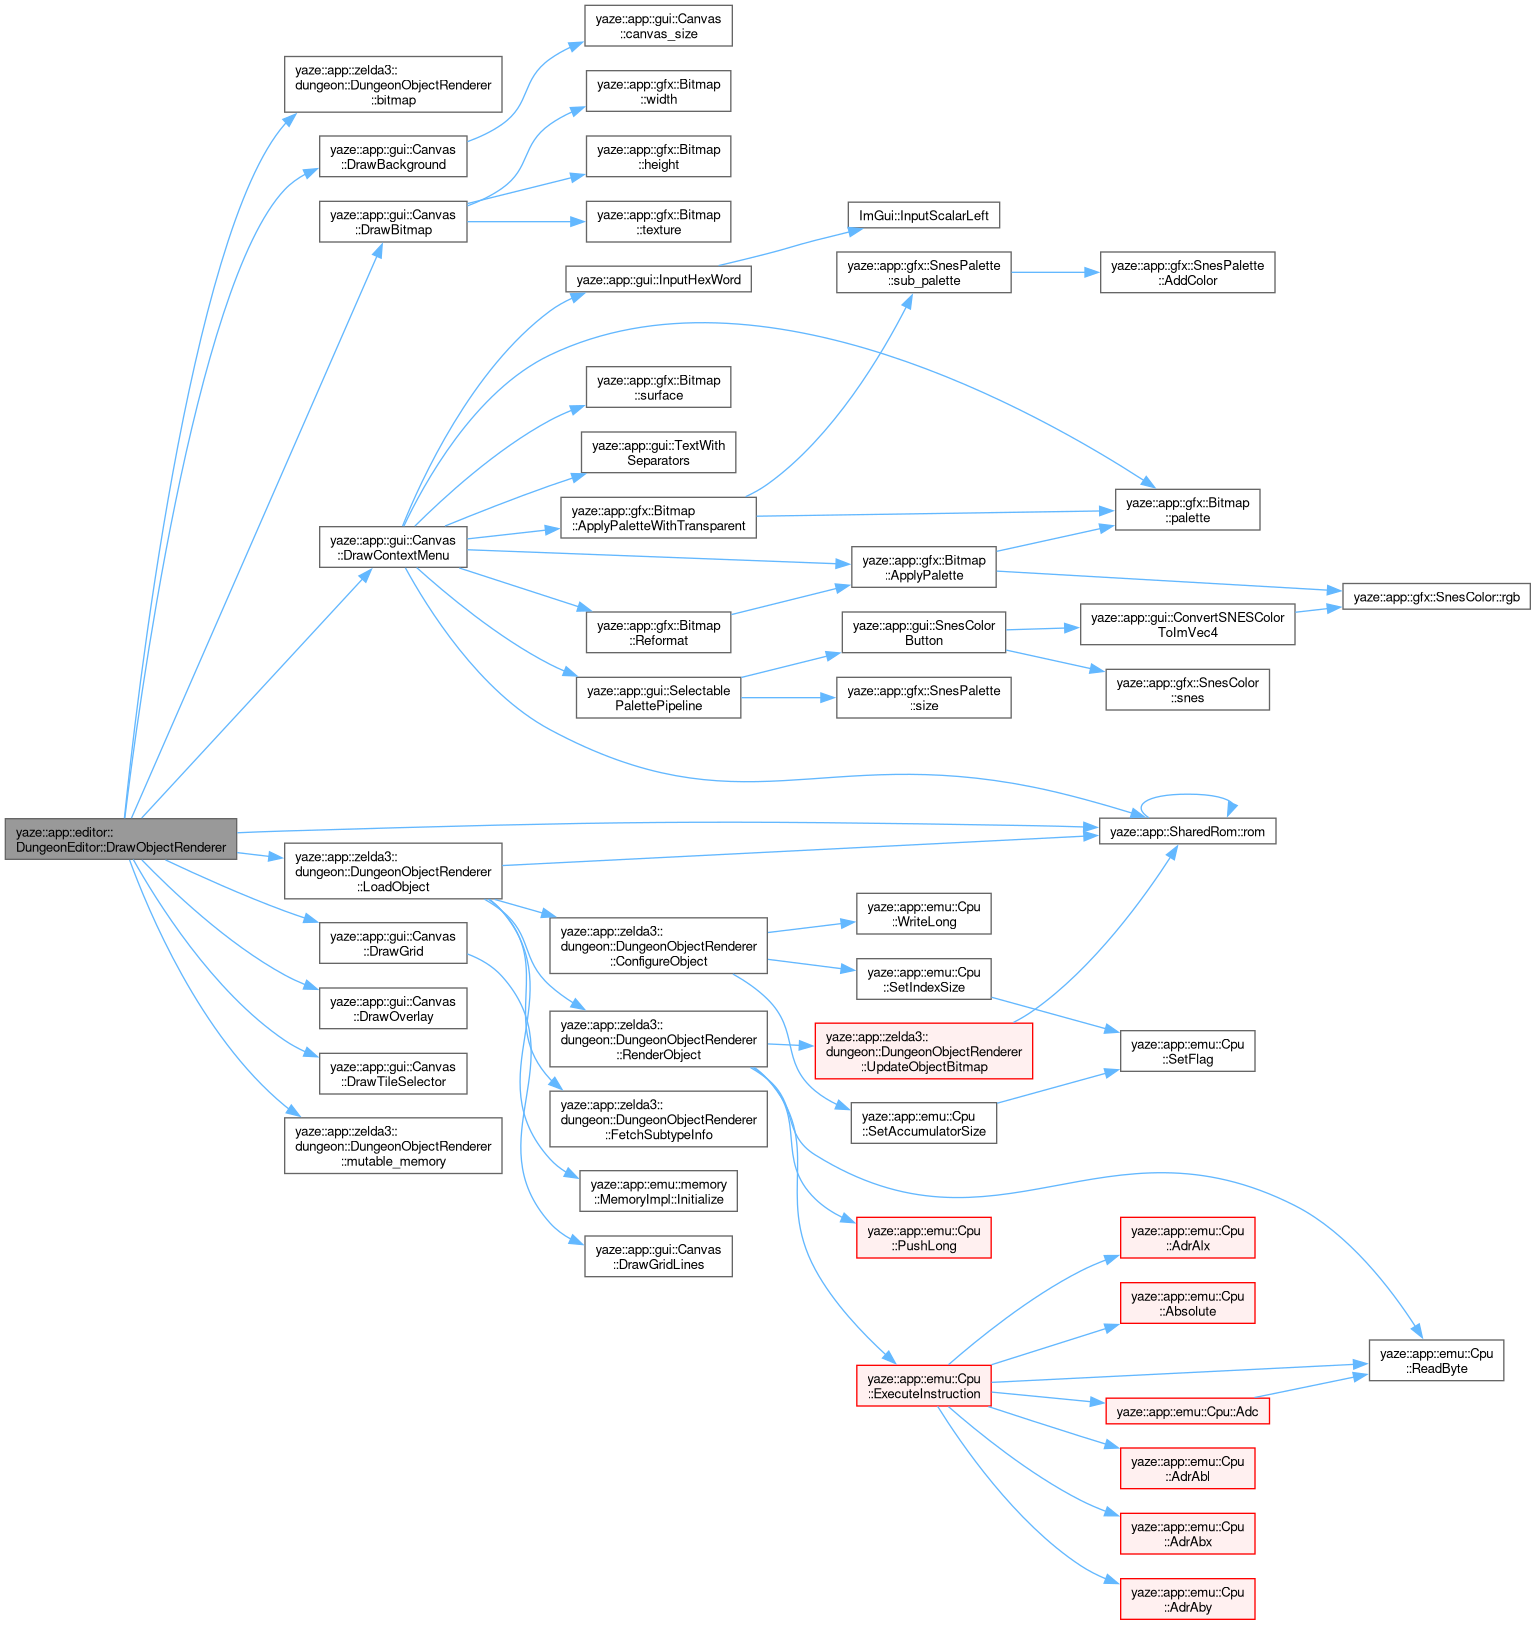 yaze::app::gui::Canvas
::canvas_size
yaze::app::zelda3::
dungeon::DungeonObjectRenderer
::bitmap
yaze::app::gfx::Bitmap
::width
yaze::app::gui::Canvas
::DrawBackground
yaze::app::gfx::Bitmap
::height
yaze::app::gui::Canvas
::DrawBitmap
yaze::app::gfx::Bitmap
::texture
ImGui::InputScalarLeft
yaze::app::gui::InputHexWord
yaze::app::gfx::SnesPalette
::sub_palette
yaze::app::gfx::SnesPalette
::AddColor
yaze::app::gfx::Bitmap
::surface
yaze::app::gui::TextWith
Separators
yaze::app::gfx::Bitmap
::ApplyPaletteWithTransparent
yaze::app::gfx::Bitmap
::palette
yaze::app::gui::Canvas
::DrawContextMenu
yaze::app::gfx::Bitmap
::ApplyPalette
yaze::app::gfx::SnesColor::rgb
yaze::app::gfx::Bitmap
::Reformat
yaze::app::gui::SnesColor
Button
yaze::app::gui::ConvertSNESColor
ToImVec4
yaze::app::gui::Selectable
PalettePipeline
yaze::app::gfx::SnesPalette
::size
yaze::app::gfx::SnesColor
::snes
yaze::app::editor::
DungeonEditor::DrawObjectRenderer
yaze::app::SharedRom::rom
yaze::app::zelda3::
dungeon::DungeonObjectRenderer
::LoadObject
yaze::app::gui::Canvas
::DrawGrid
yaze::app::zelda3::
dungeon::DungeonObjectRenderer
::ConfigureObject
yaze::app::emu::Cpu
::WriteLong
yaze::app::emu::Cpu
::SetIndexSize
yaze::app::gui::Canvas
::DrawOverlay
yaze::app::zelda3::
dungeon::DungeonObjectRenderer
::RenderObject
yaze::app::zelda3::
dungeon::DungeonObjectRenderer
::UpdateObjectBitmap
yaze::app::emu::Cpu
::SetFlag
yaze::app::gui::Canvas
::DrawTileSelector
yaze::app::zelda3::
dungeon::DungeonObjectRenderer
::FetchSubtypeInfo
yaze::app::emu::Cpu
::SetAccumulatorSize
yaze::app::zelda3::
dungeon::DungeonObjectRenderer
::mutable_memory
yaze::app::emu::memory
::MemoryImpl::Initialize
yaze::app::emu::Cpu
::PushLong
yaze::app::gui::Canvas
::DrawGridLines
yaze::app::emu::Cpu
::AdrAlx
yaze::app::emu::Cpu
::Absolute
yaze::app::emu::Cpu
::ReadByte
yaze::app::emu::Cpu
::ExecuteInstruction
yaze::app::emu::Cpu::Adc
yaze::app::emu::Cpu
::AdrAbl
yaze::app::emu::Cpu
::AdrAbx
yaze::app::emu::Cpu
::AdrAby